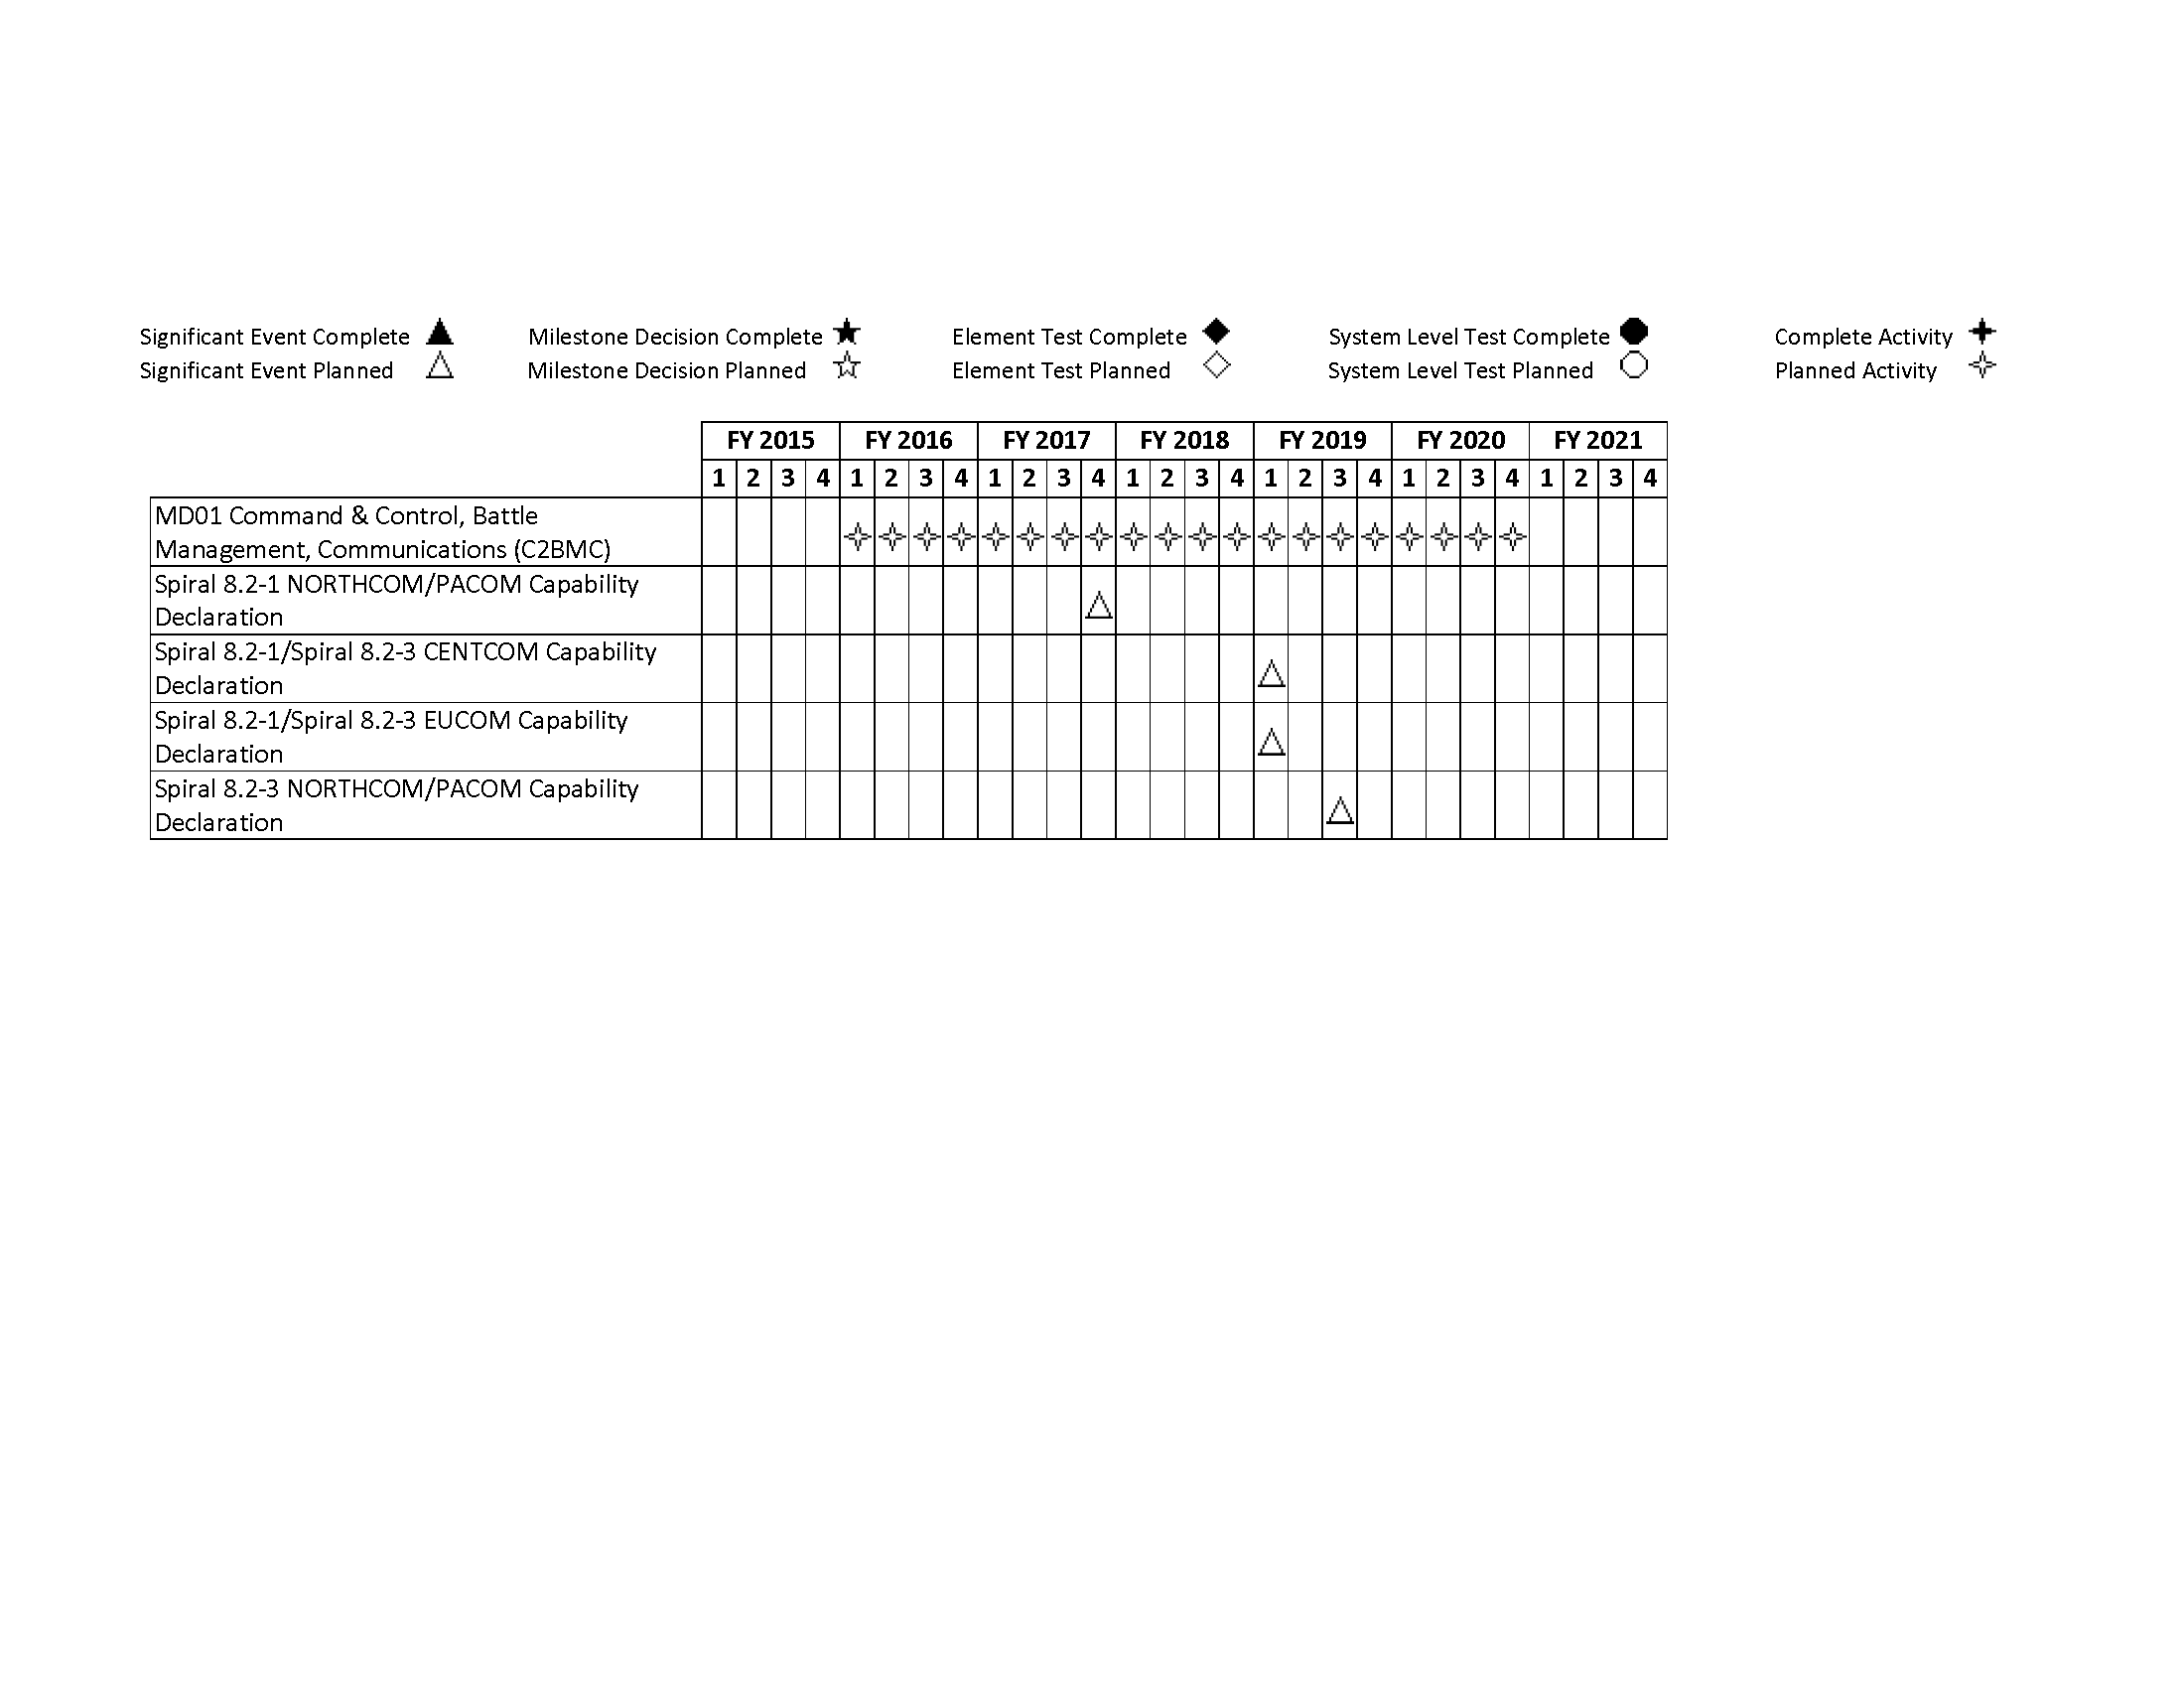 Significant Event Complete Milestone Decision Complete Element Test Complete System Level Test Complete Complete Activity
Significant Event Planned Milestone Decision Planned Element Test Planned System Level Test Planned Planned Activity
FY 2015 FY 2016 FY 2017 FY 2018 FY 2019 FY 2020 FY 2021
1 2 3 4 1 2 3 4 1 2 3 4 1 2 3 4 1 2 3 4 1 2 3 4 1 2 3 4
MD01 Command & Control, Battle
Management, Communications (C2BMC)
Spiral 8.2-1 NORTHCOM/PACOM Capability
Declaration
Spiral 8.2-1/Spiral 8.2-3 CENTCOM Capability
Declaration
Spiral 8.2-1/Spiral 8.2-3 EUCOM Capability
Declaration
Spiral 8.2-3 NORTHCOM/PACOM Capability
Declaration